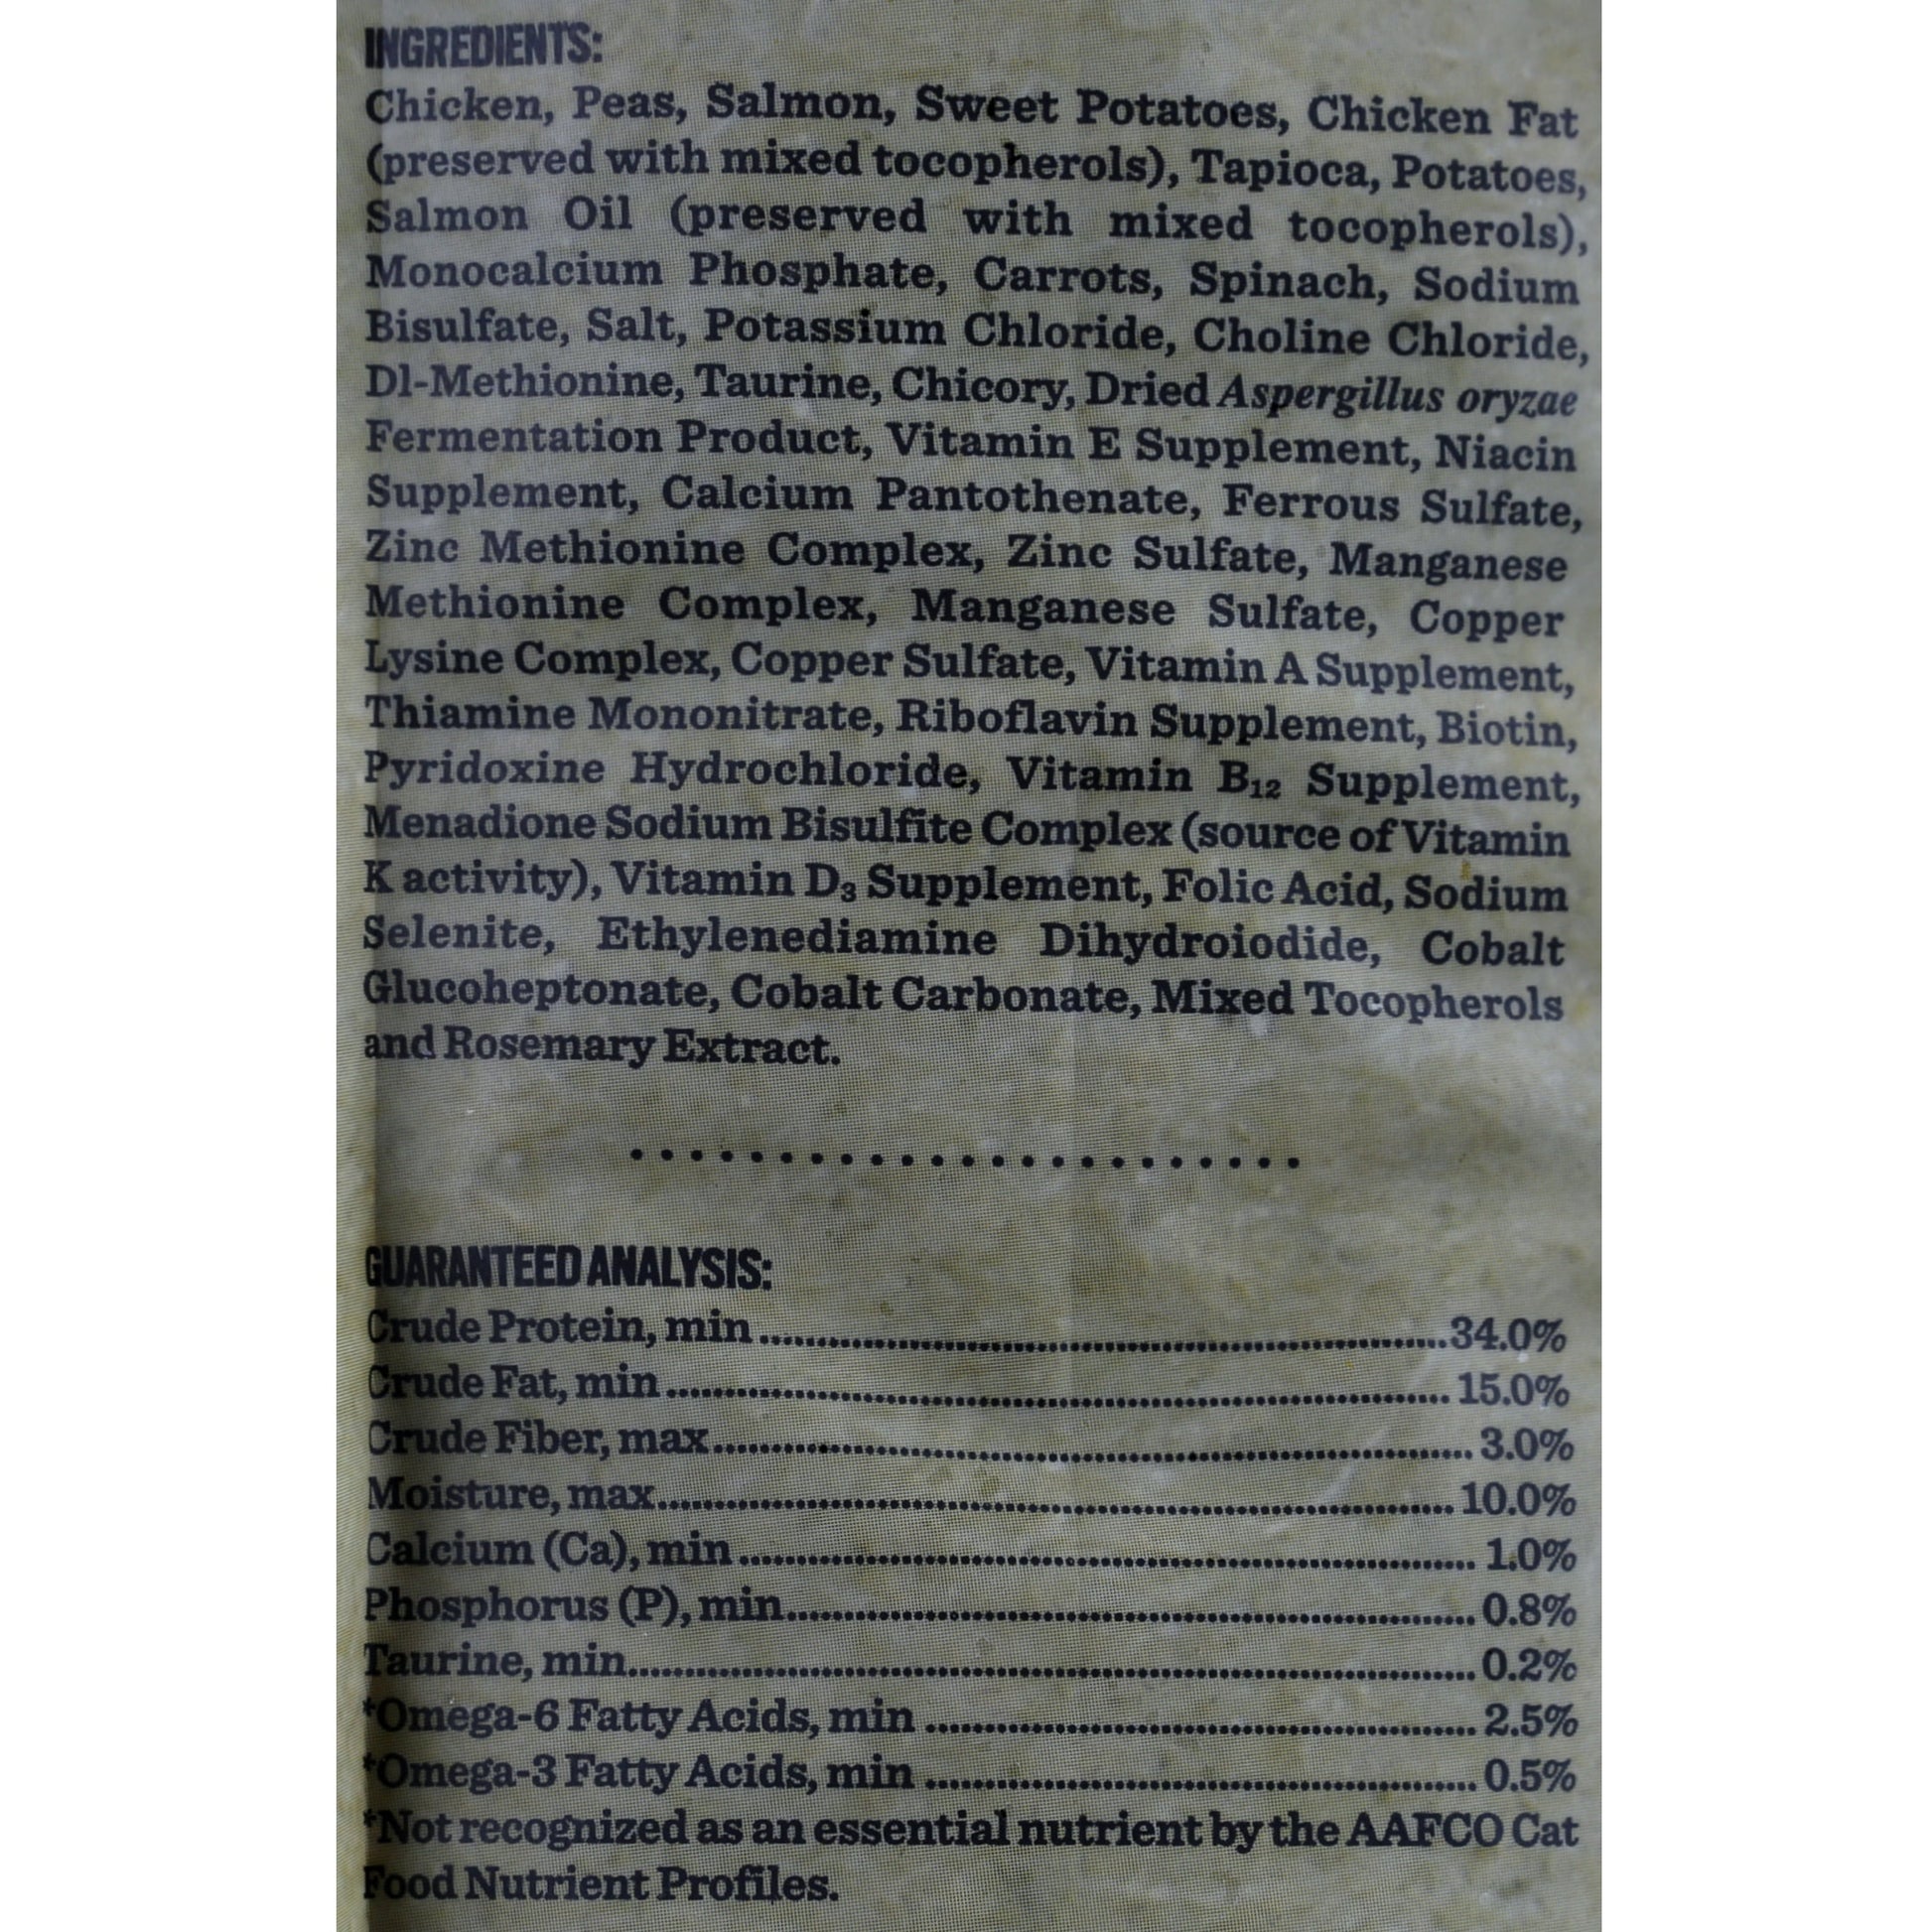 INGREDIENTS:
Chicken, Peas, Salmon, Sweet Potatoes, Chicken Fat
(preserved with mixed tocopherols), Tapioca, Potatoes,
Salmon Oil (preserved with mixed tocopherols),
Monocalcium Phosphate, Carrots, Spinach, Sodium
Bisulfate, Salt, Potassium Chloride, Choline Chloride,
Dl-Methionine, Taurine, Chicory, Dried Aspergillus oryzae
Fermentation Product, Vitamin E Supplement, Niacin
Supplement, Calcium Pantothenate, Ferrous Sulfate,
Zinc Methionine Complex, Zinc Sulfate, Manganese
Methionine Complex, Manganese Sulfate, Copper
Lysine Complex, Copper Sulfate, Vitamin A Supplement,
Thiamine Mononitrate, Riboflavin Supplement, Biotin,
Pyridoxine Hydrochloride, Vitamin B₁₂ Supplement,
Menadione Sodium Bisulfite Complex (source of Vitamin
K activity), Vitamin D₃ Supplement, Folic Acid, Sodium
Selenite, Ethylenediamine Dihydroiodide, Cobalt
Glucoheptonate, Cobalt Carbonate, Mixed Tocopherols
and Rosemary Extract.
GUARANTEED ANALYSIS:
Crude Protein, min 34.0%
Crude Fat, min 15.0%
Crude Fiber, max 3.0%
Moisture, max 10.0%
Calcium (Ca), min 1.0%
Phosphorus (P), min 0.8%
Taurine, min 0.2%
*Omega-6 Fatty Acids, min 2.5%
*Omega-3 Fatty Acids, min 0.5%
*Not recognized as an essential nutrient by the AAFCO Cat
Food Nutrient Profiles.